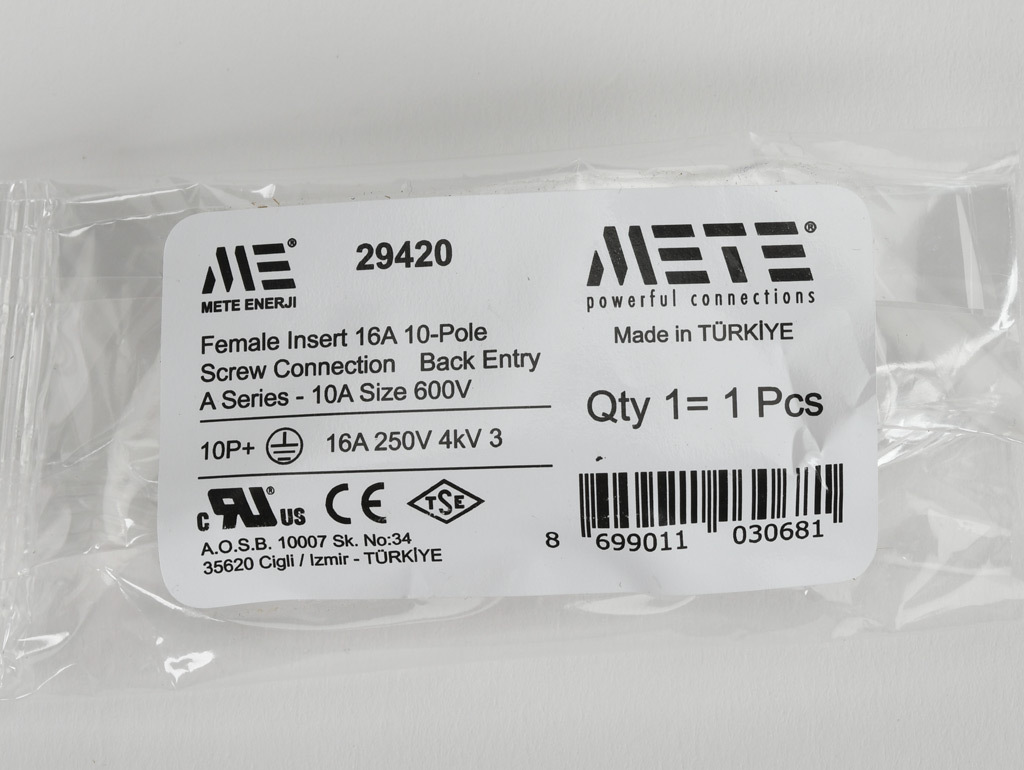 ME®
METE ENERJI
29420
Female Insert 16A 10-Pole
Screw Connection Back Entry
A Series - 10A Size 600V
10P+ 16A 250V 4kV 3
c RU® US CE TSE
A.O.S.B. 10007 Sk. No:34
35620 Cigli / Izmir - TÜRKİYE
METE®
powerful connections
Made in TÜRKİYE
Qty 1= 1 Pcs
8 699011 030681